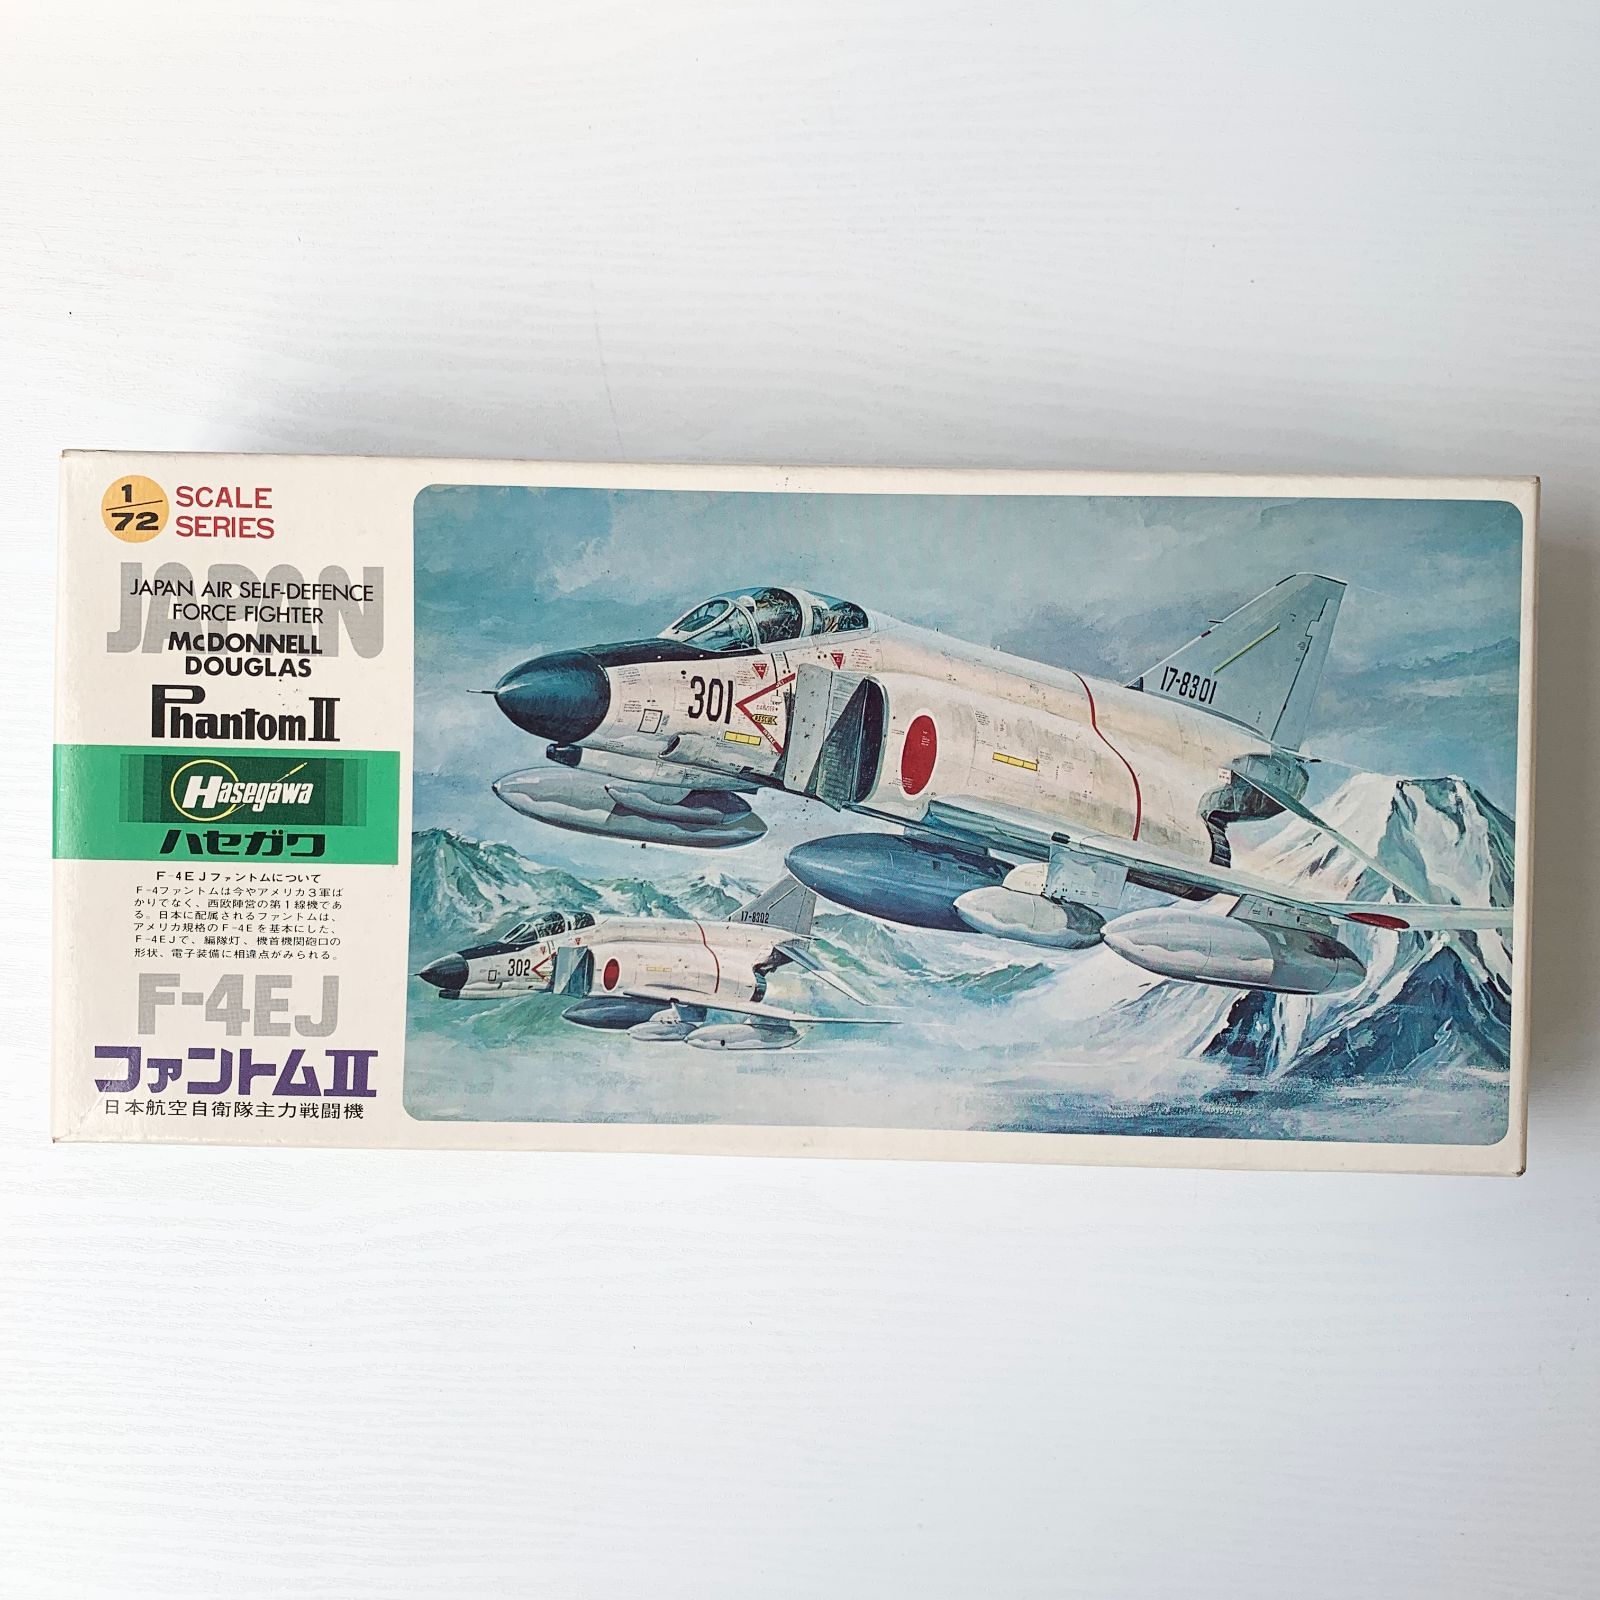 1/72
SCALE
SERIES
JAPAN
JAPAN AIR SELF-DEFENCE
FORCE FIGHTER
McDONNELL
DOUGLAS
Phantom II
Hasegawa
ハセガワ
F-4EJファントムについて
F-4ファントムは今やアメリカ3軍ば
かりでなく、西欧陣営の第1線機であ
る。日本に配属されるファントムは、
アメリカ規格のF-4Eを基本にした、
F-4EJで、編隊灯、機首機関砲口の
形状、電子装備に相違点がみられる。
F-4EJ
ファントムII
日本航空自衛隊主力戦闘機
301
17-8301
17-8302
302